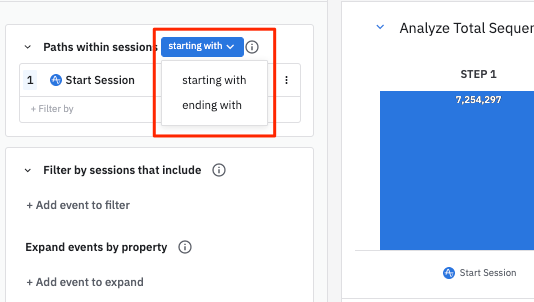 Paths within sessions starting with
starting with
ending with
1 Start Session
+ Filter by
Filter by sessions that include
+ Add event to filter
Expand events by property
+ Add event to expand
Analyze Total Seque
STEP 1
7,254,297
Start Session